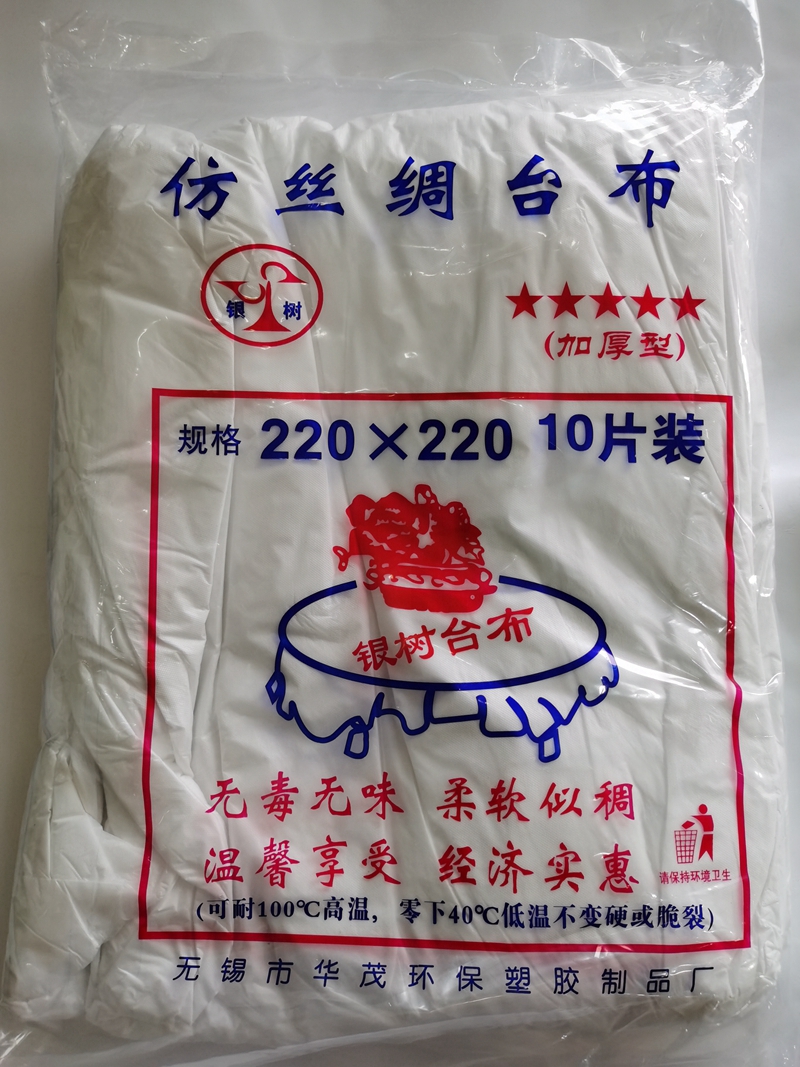 仿丝绸台布
银树
★★★★★
(加厚型)
规格 220×220 10片装
银树台布
无毒无味 柔软似稠
温馨享受 经济实惠
请保持环境卫生
(可耐100℃高温，零下40℃低温不变硬或脆裂)
无锡市华茂环保塑胶制品厂